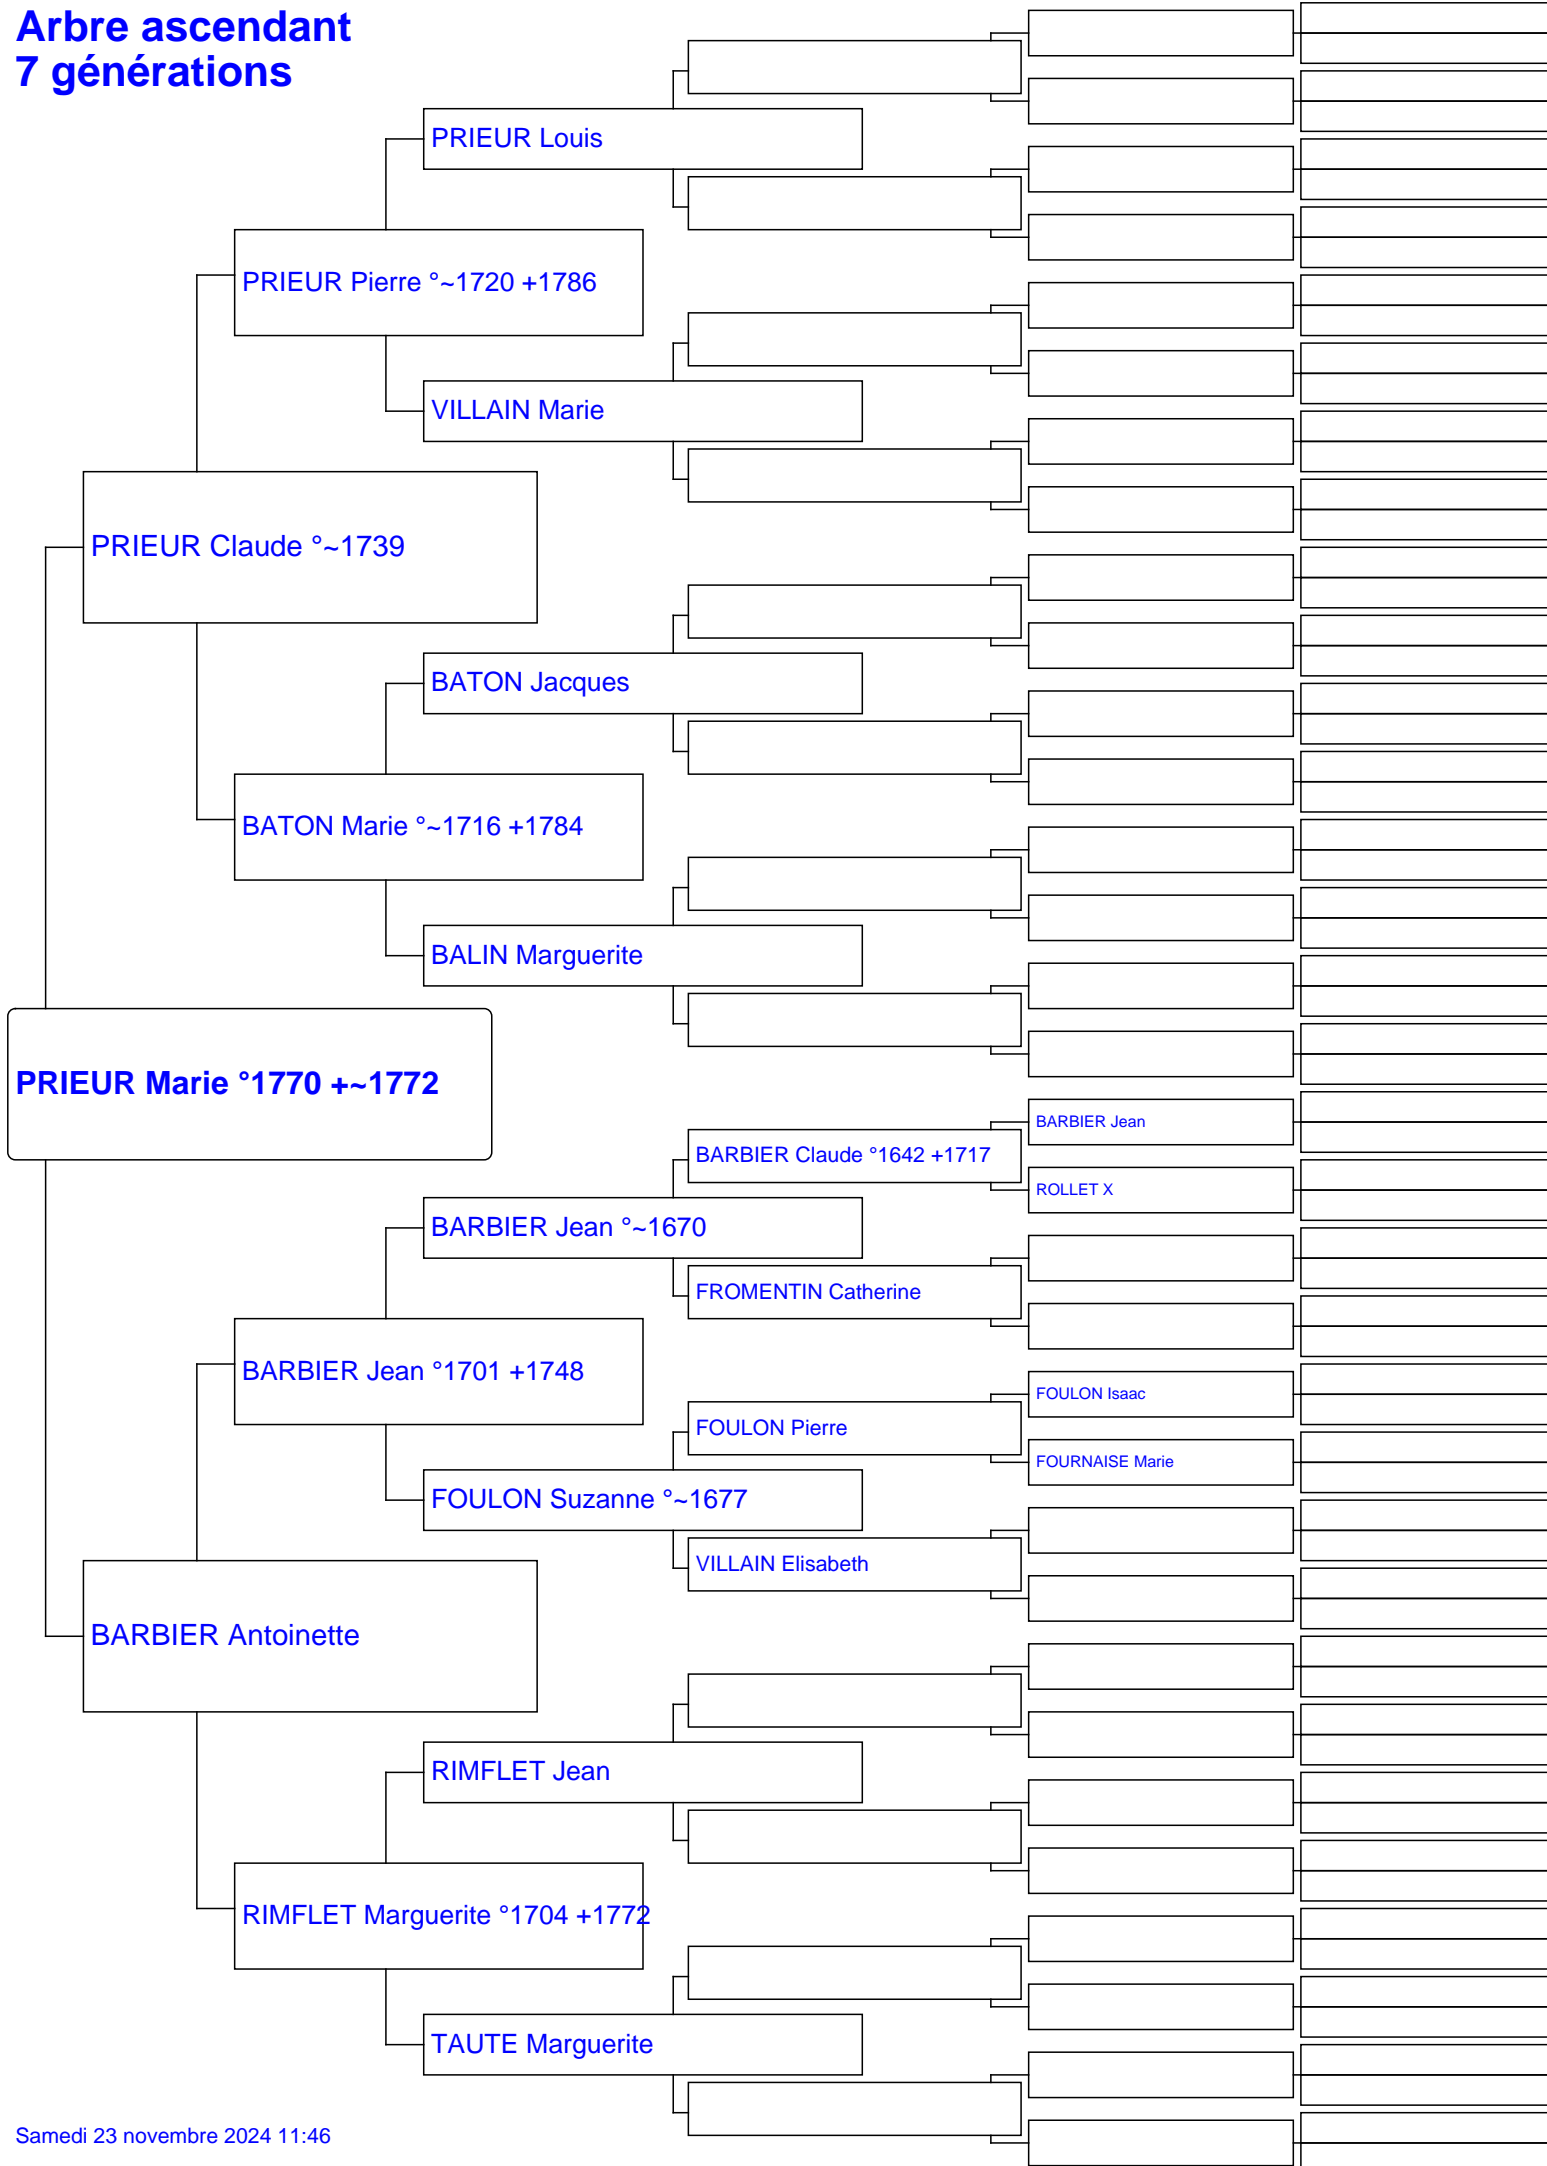 Arbre ascendant
7 générations
PRIEUR Louis
PRIEUR Pierre °~1720 +1786
VILLAIN Marie
PRIEUR Claude °~1739
BATON Jacques
BATON Marie °~1716 +1784
BALIN Marguerite
PRIEUR Marie °1770 +~1772
BARBIER Jean
BARBIER Claude °1642 +1717
ROLLET X
BARBIER Jean °~1670
FROMENTIN Catherine
BARBIER Jean °1701 +1748
FOULON Isaac
FOULON Pierre
FOURNAISE Marie
FOULON Suzanne °~1677
VILLAIN Elisabeth
BARBIER Antoinette
RIMFLET Jean
RIMFLET Marguerite °1704 +1772
TAUTE Marguerite
Samedi 23 novembre 2024 11:46